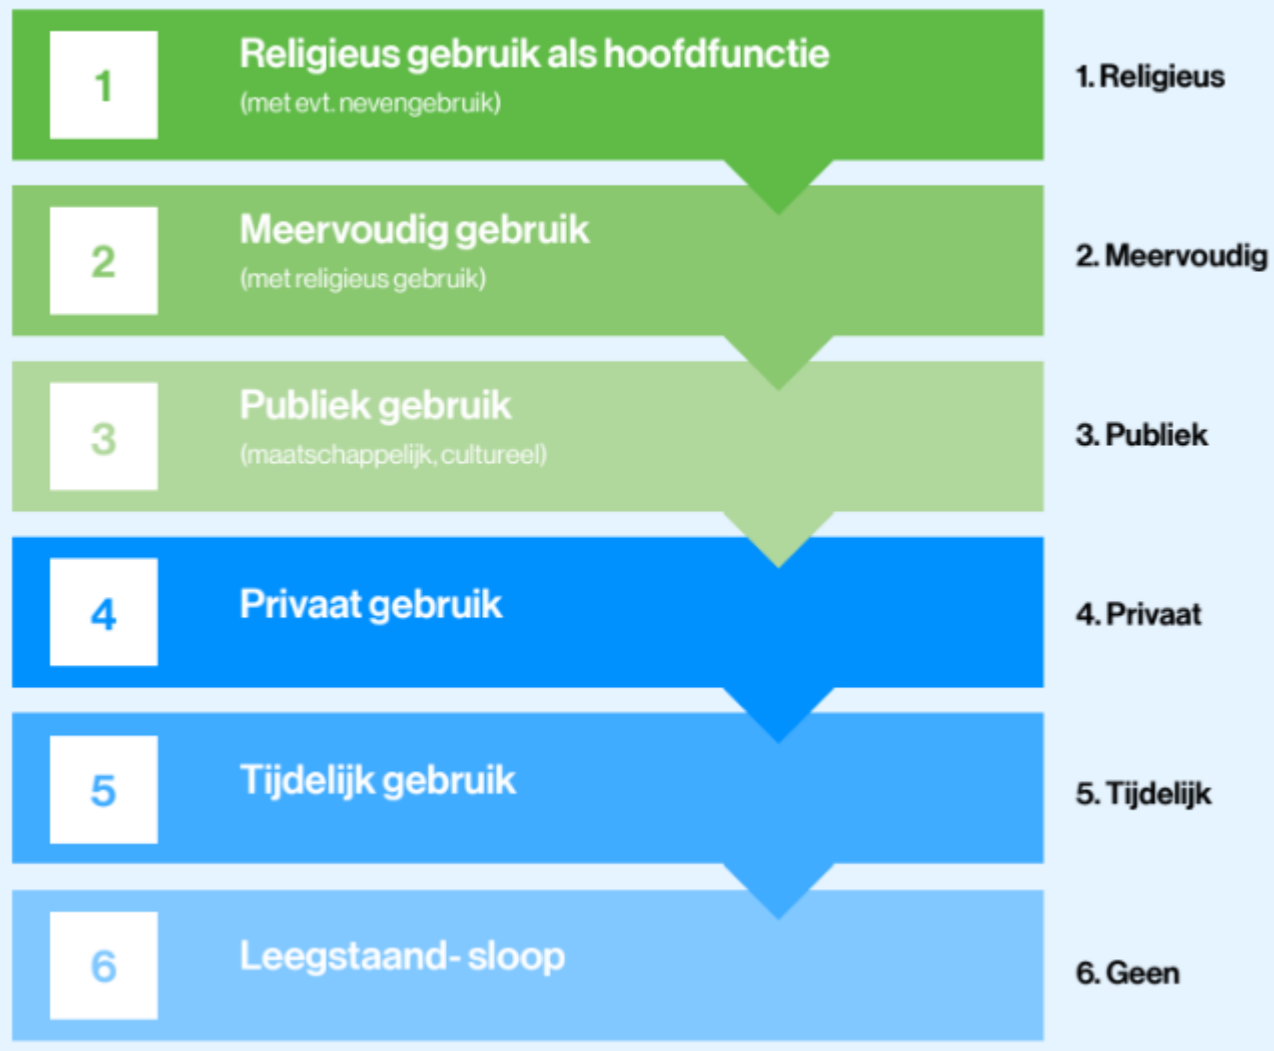 1
Religieus gebruik als hoofdfunctie
(met evt. nevengebruik)
1. Religieus
2
Meervoudig gebruik
(met religieus gebruik)
2. Meervoudig
3
Publiek gebruik
(maatschappelijk, cultureel)
3. Publiek
4
Privaat gebruik
4. Privaat
5
Tijdelijk gebruik
5. Tijdelijk
6
Leegstaand- sloop
6. Geen